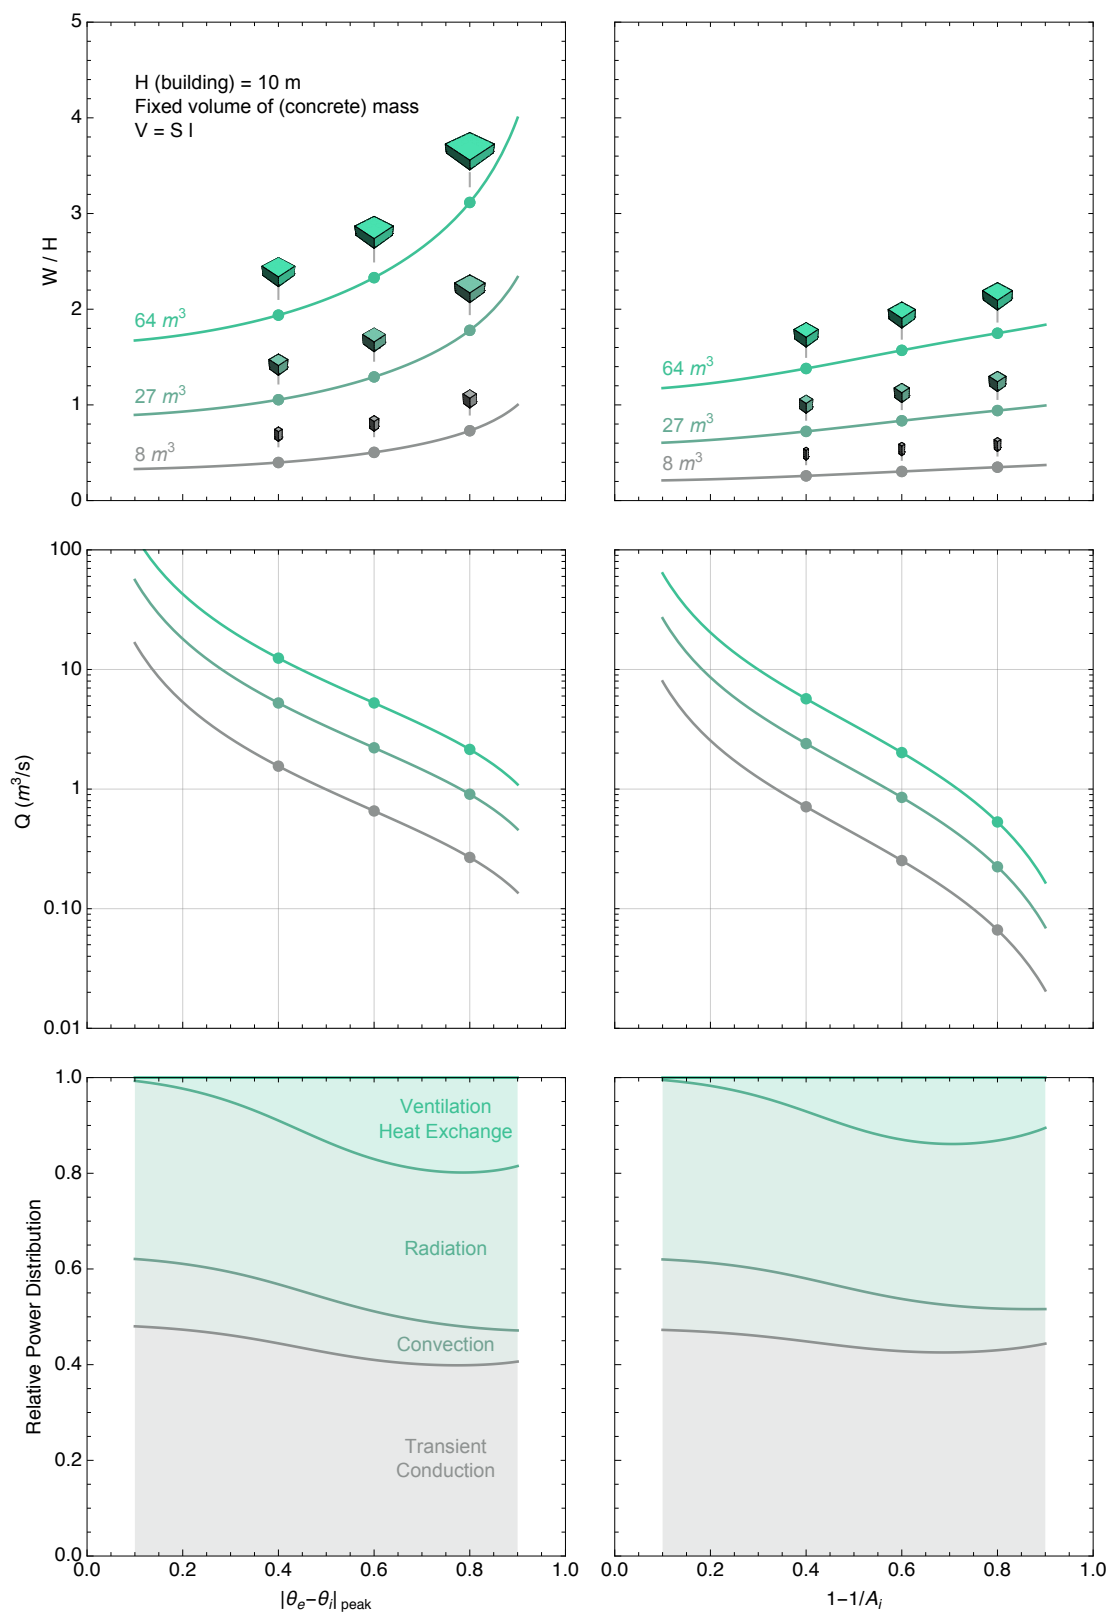 5
4
3
2
1
0
W / H
H (building) = 10 m
Fixed volume of (concrete) mass
V = S l
64 m³
27 m³
8 m³
64 m³
27 m³
8 m³
100
10
1
0.10
0.01
Q (m³/s)
1.0
0.8
0.6
0.4
0.2
0.0
Relative Power Distribution
Ventilation
Heat Exchange
Radiation
Convection
Transient
Conduction
0.0 0.2 0.4 0.6 0.8 1.0
|θe−θi| peak
0.0 0.2 0.4 0.6 0.8 1.0
1−1/Ai